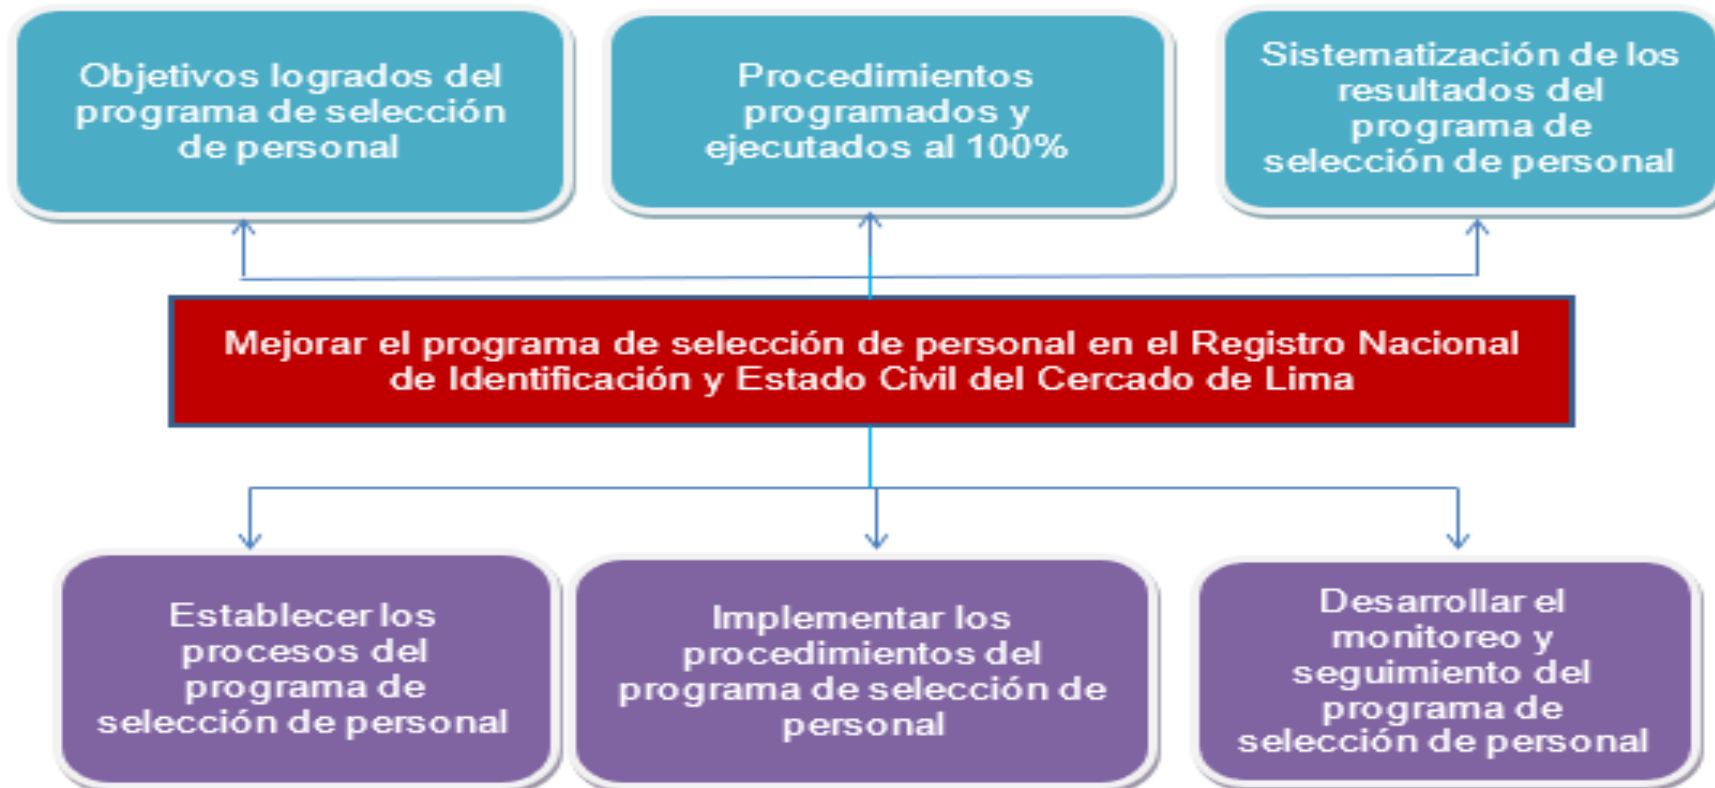 Objetivos logrados del
programa de selección
de personal
Procedimientos
programados y
ejecutados al 100%
Sistematización de los
resultados del
programa de
selección de personal
Mejorar el programa de selección de personal en el Registro Nacional
de Identificación y Estado Civil del Cercado de Lima
Establecer los
procesos del
programa de
selección de personal
Implementar los
procedimientos del
programa de selección de
personal
Desarrollar el
monitoreo y
seguimiento del
programa de
selección de personal